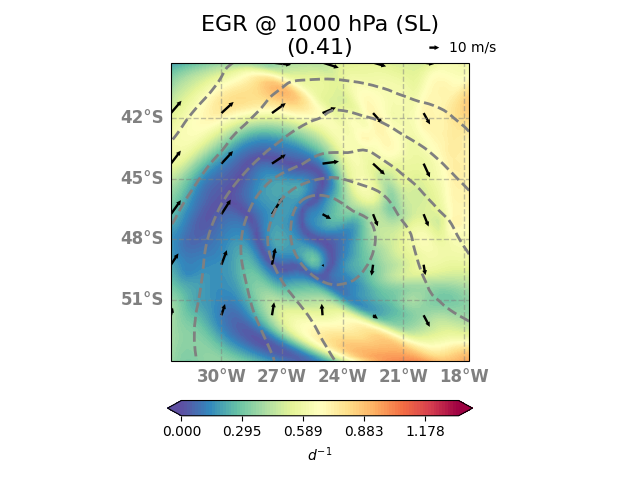 EGR @ 1000 hPa (SL)
(0.41)
10 m/s
42°S
45°S
48°S
51°S
30°W 27°W 24°W 21°W 18°W
0.000 0.295 0.589 0.883 1.178
d⁻¹